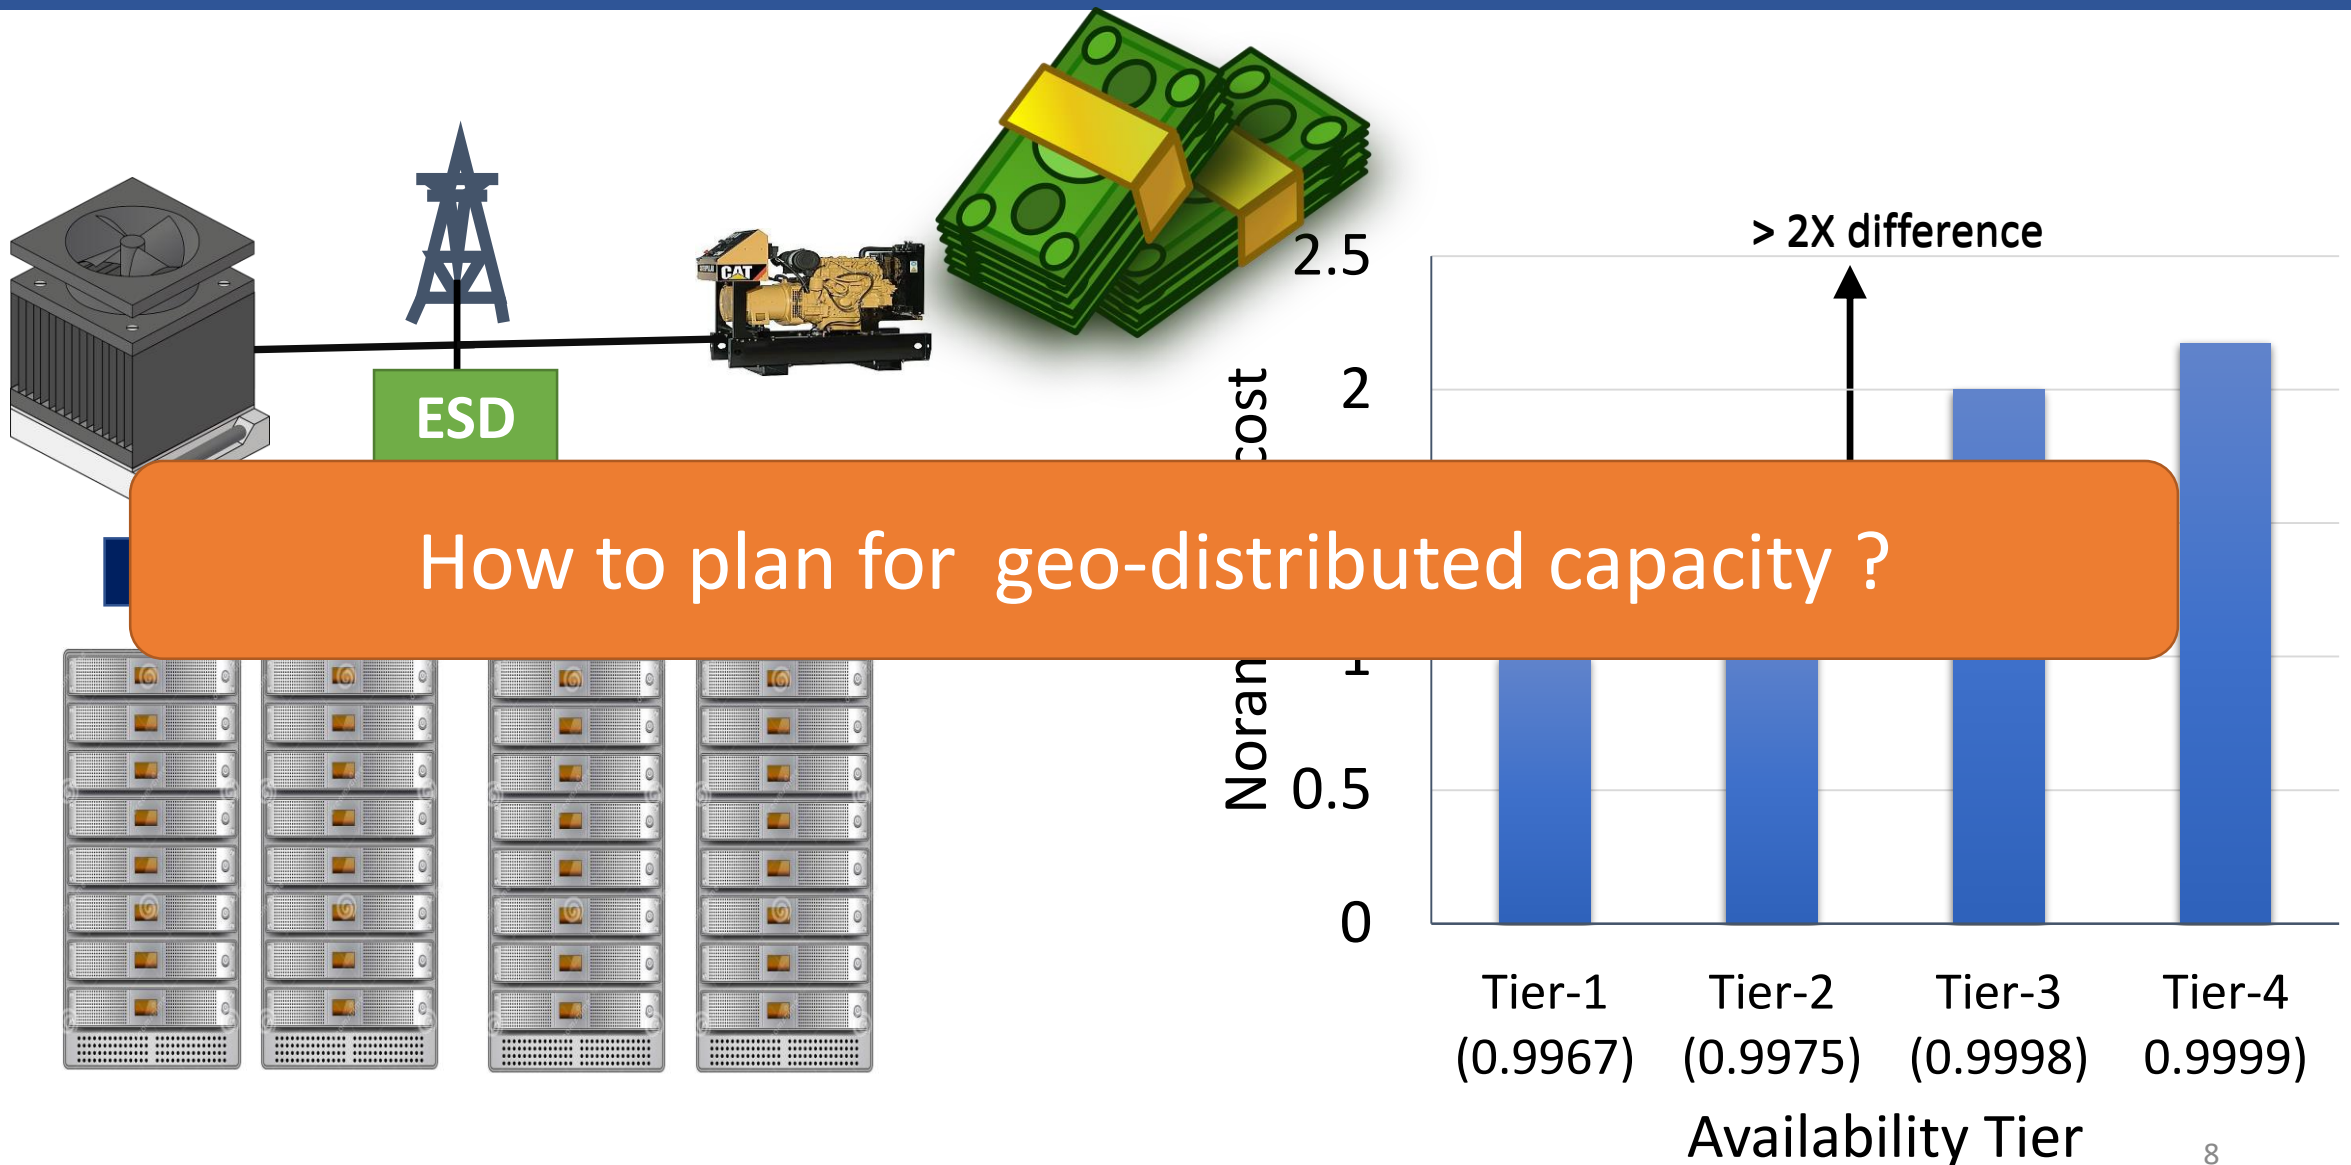 > 2X difference
2.5
CAT
2
cost
ESD
How to plan for geo-distributed capacity ?
1
0.5
0
Tier-1 Tier-2 Tier-3 Tier-4
(0.9967) (0.9975) (0.9998) 0.9999)
Availability Tier
8